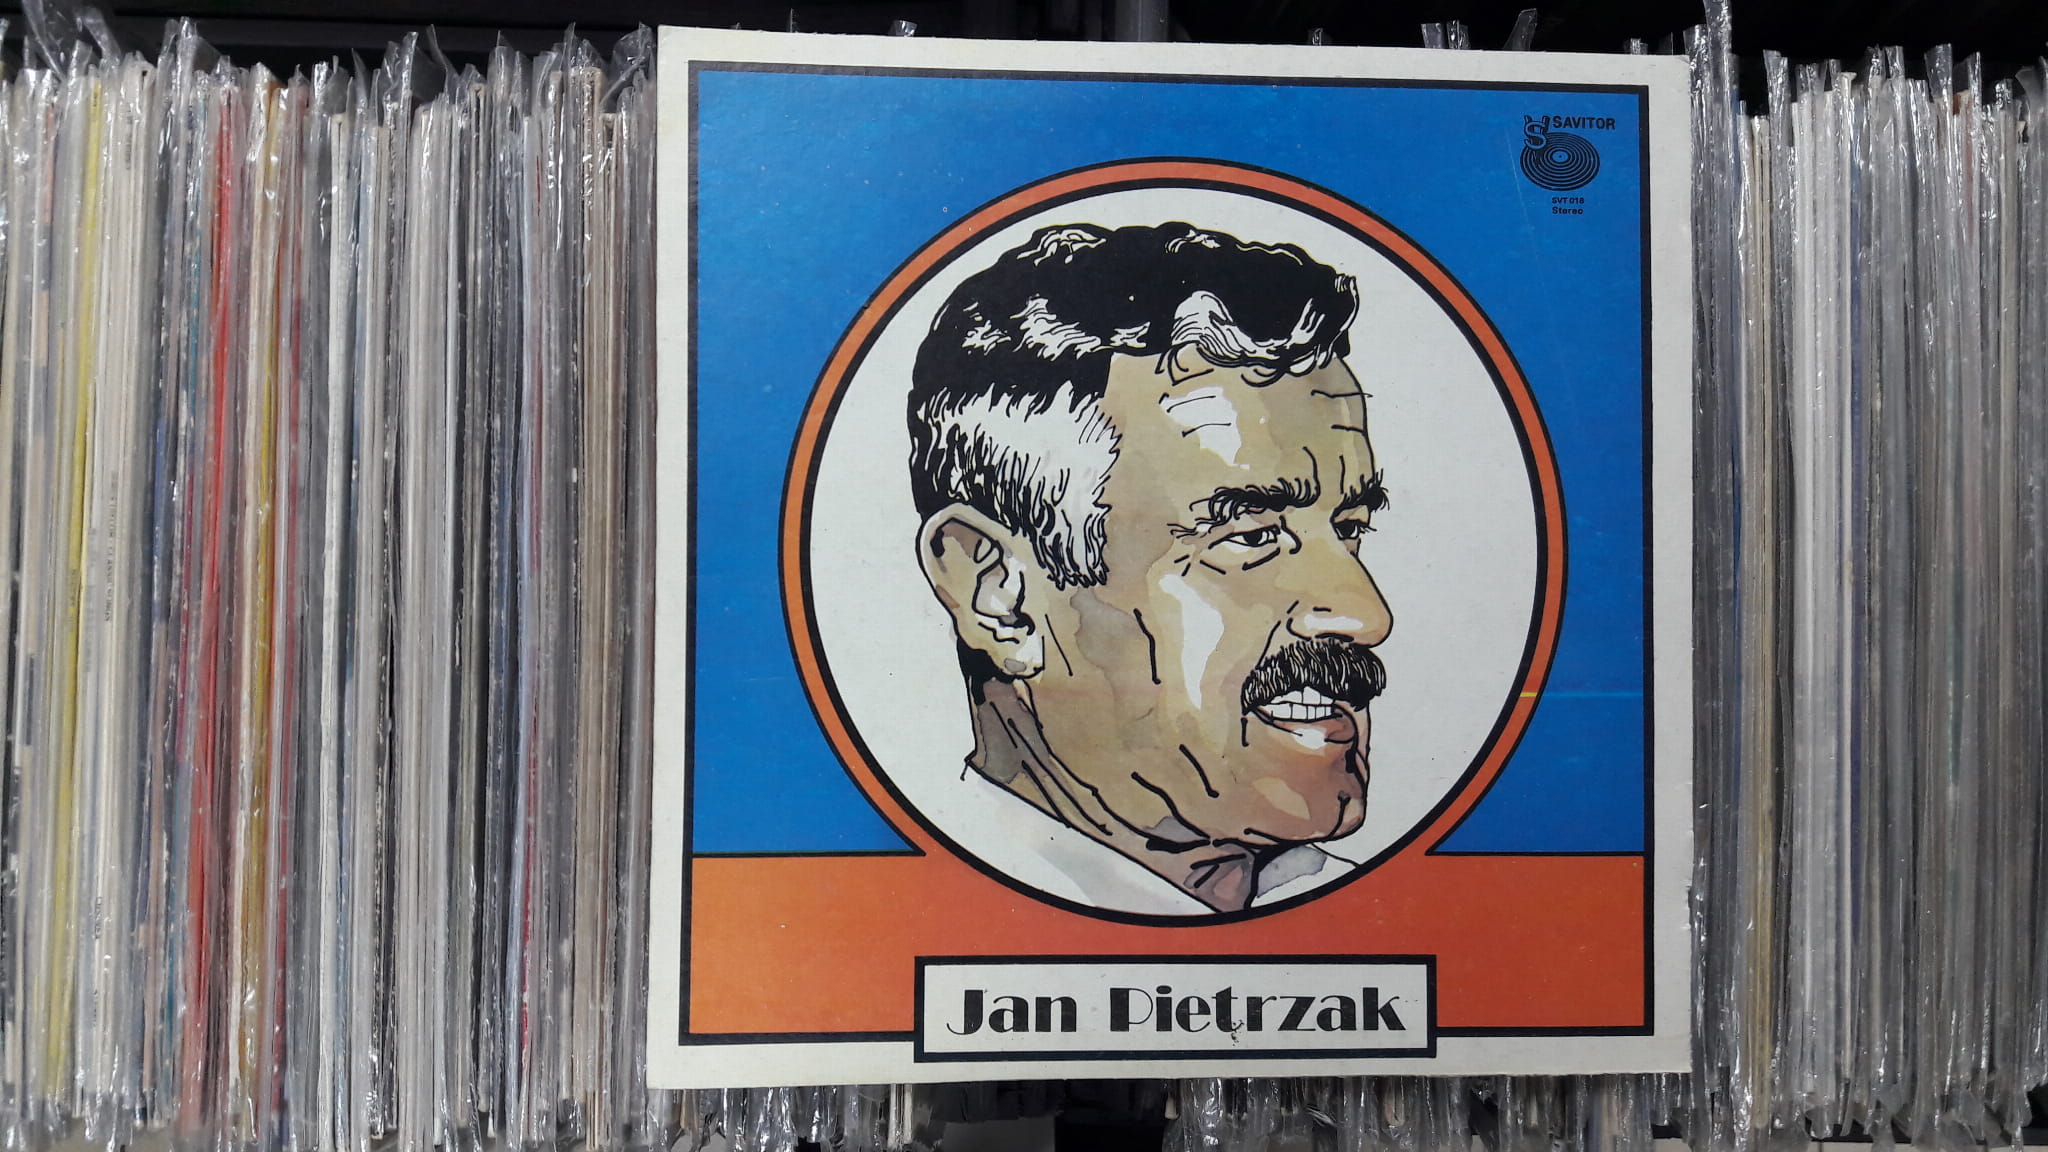 SAVITOR
SVT 018
Stereo
Jan Pietrzak